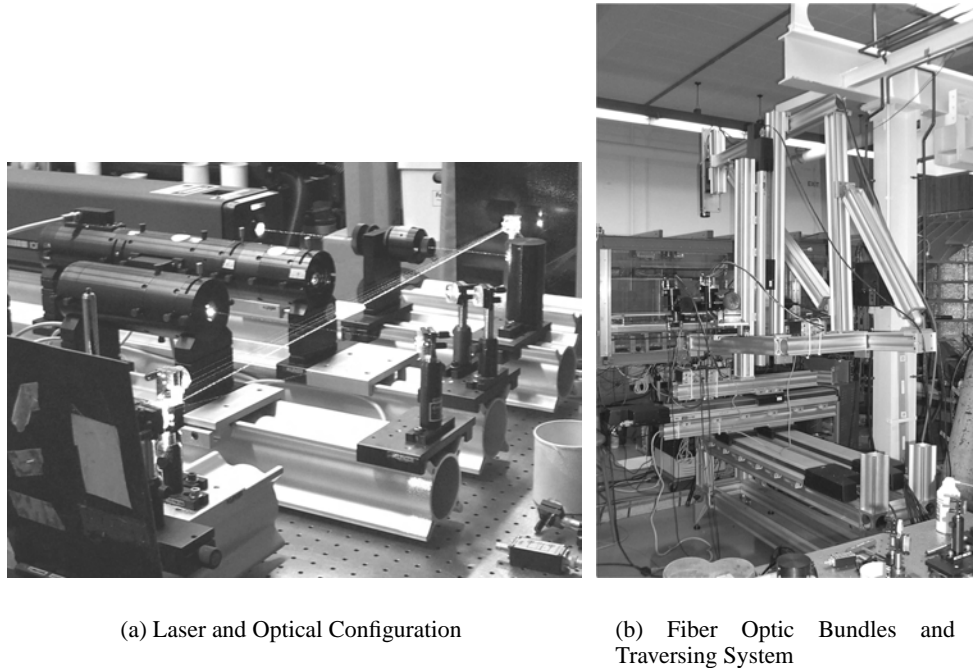 (a) Laser and Optical Configuration
(b) Fiber Optic Bundles and
Traversing System